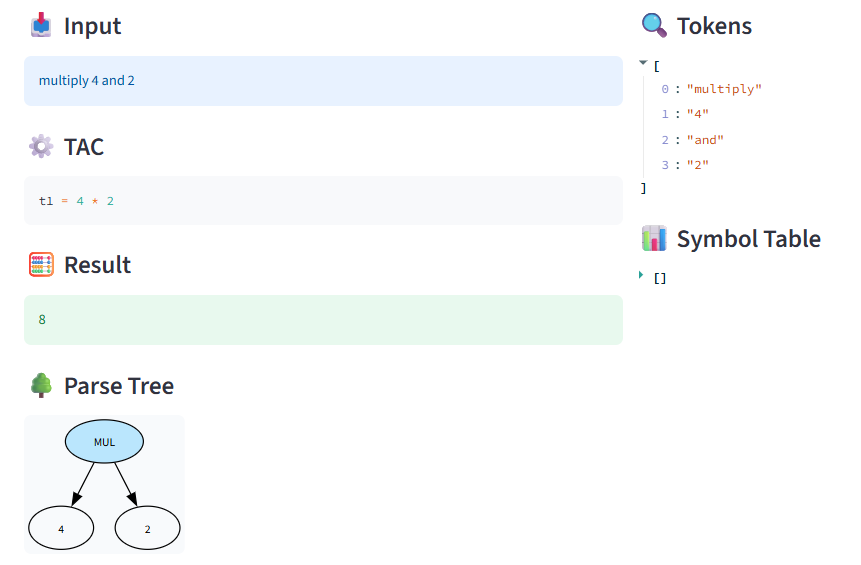 Input
multiply 4 and 2
TAC
t1 = 4 * 2
Result
8
Parse Tree
MUL
4
2
Tokens
[
0 : "multiply"
1 : "4"
2 : "and"
3 : "2"
]
Symbol Table
[]